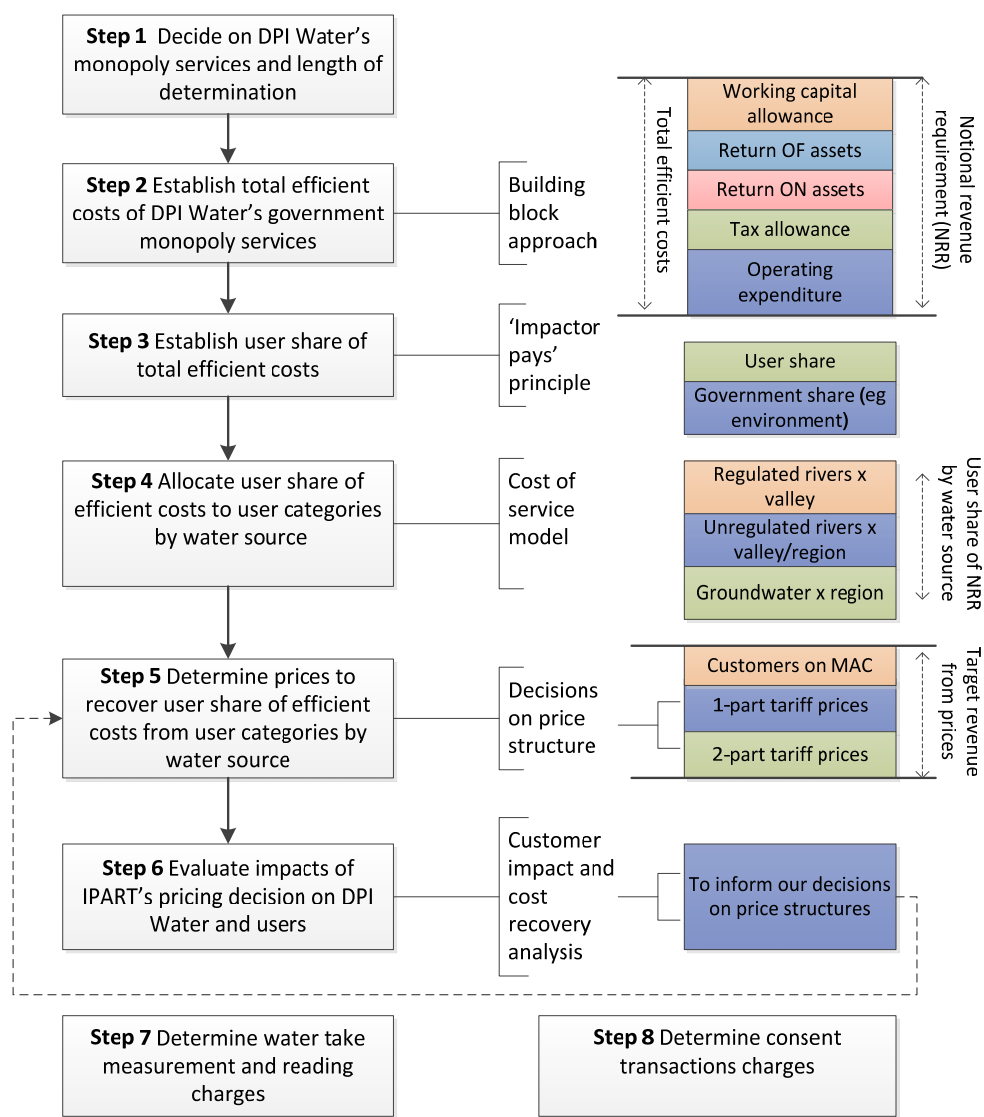 Step 1 Decide on DPI Water’s
monopoly services and length of
determination
Step 2 Establish total efficient
costs of DPI Water’s government
monopoly services
Building
block
approach
Total efficient costs
Working capital
allowance
Return OF assets
Return ON assets
Tax allowance
Operating
expenditure
Notional revenue
requirement (NRR)
Step 3 Establish user share of
total efficient costs
‘Impactor
pays’
principle
User share
Government share (eg
environment)
Step 4 Allocate user share of
efficient costs to user categories
by water source
Cost of
service
model
Regulated rivers x
valley
Unregulated rivers x
valley/region
Groundwater x region
User share of NRR
by water source
Step 5 Determine prices to
recover user share of efficient
costs from user categories by
water source
Decisions
on price
structure
Customers on MAC
1-part tariff prices
2-part tariff prices
Target revenue
from prices
Step 6 Evaluate impacts of
IPART’s pricing decision on DPI
Water and users
Customer
impact and
cost
recovery
analysis
To inform our decisions
on price structures
Step 7 Determine water take
measurement and reading
charges
Step 8 Determine consent
transactions charges